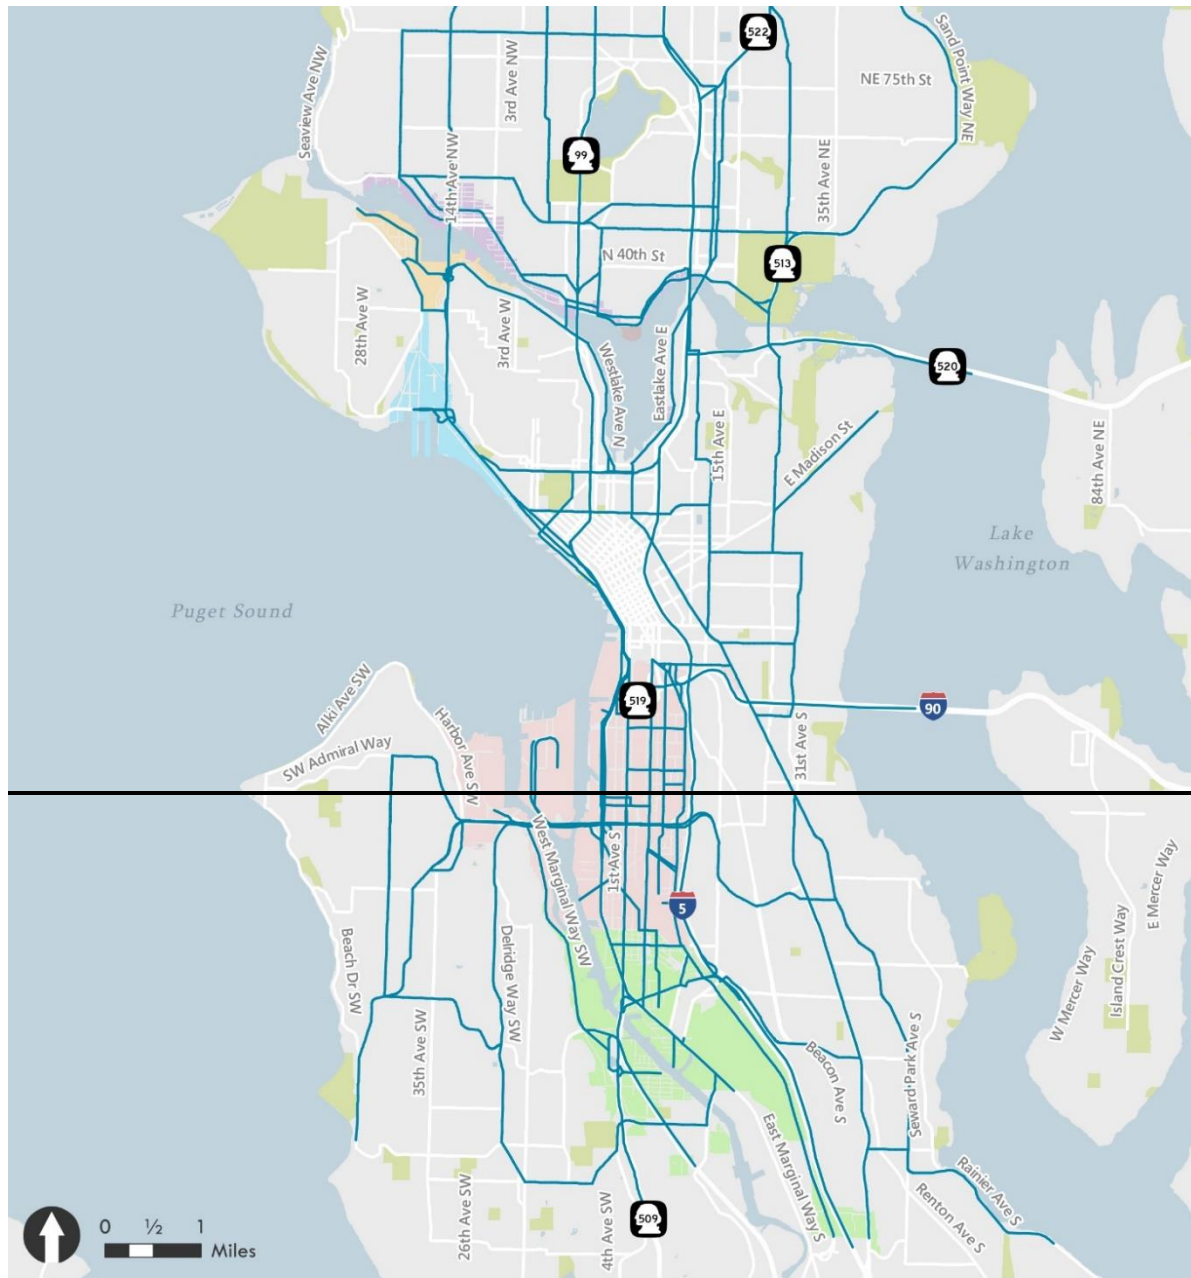 522
Sand Point Way NE
NE 75th St
3rd Ave NW
Seaview Ave NW
99
14th Ave NW
35th Ave NE
N 40th St
513
28th Ave W
3rd Ave W
Westlake Ave N
Eastlake Ave E
520
15th Ave E
E Madison St
84th Ave NE
Lake
Washington
Puget Sound
Alki Ave SW
SW Admiral Way
Harbor Ave SW
519
90
31st Ave S
West Marginal Way SW
1st Ave S
5
E Mercer Way
Island Crest Way
W Mercer Way
Beach Dr SW
Delridge Way SW
35th Ave SW
Beacon Ave S
Seward Park Ave S
East Marginal Way S
Rainier Ave S
Renton Ave S
26th Ave SW
4th Ave SW
509
0 ½ 1
Miles